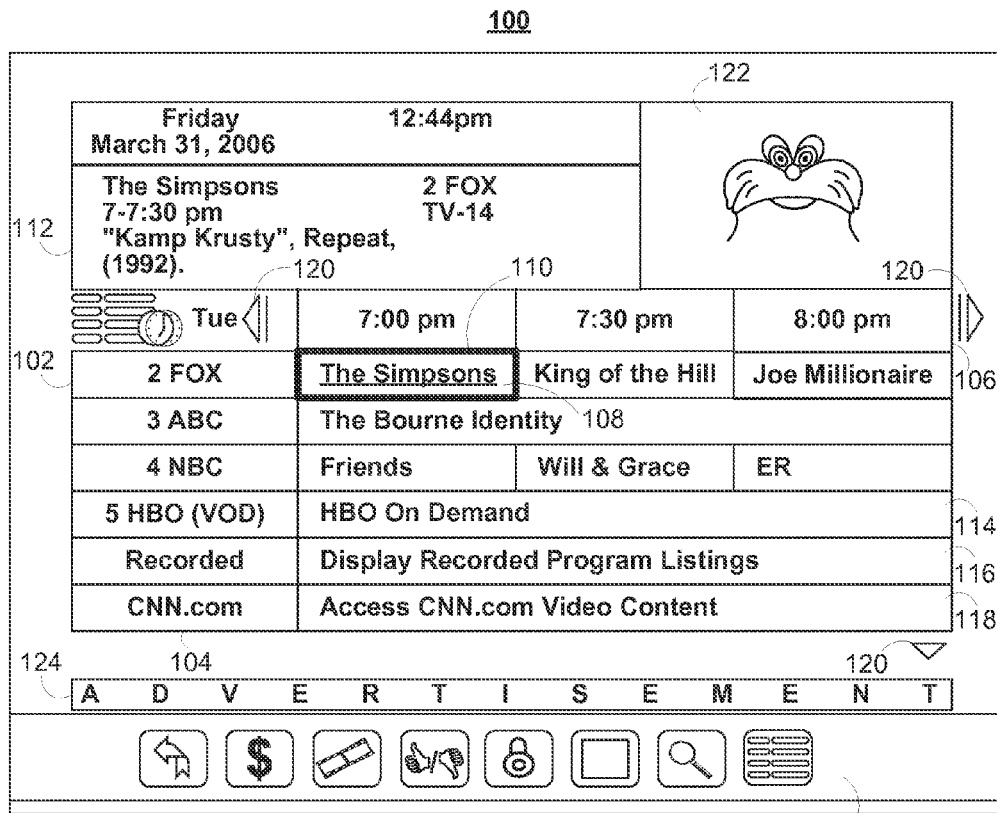 100
122
Friday 12:44pm
March 31, 2006
The Simpsons 2 FOX
7-7:30 pm TV-14
"Kamp Krusty", Repeat,
(1992).
112
120
110
120
Tue 7:00 pm 7:30 pm 8:00 pm
102
106
2 FOX The Simpsons King of the Hill Joe Millionaire
3 ABC The Bourne Identity 108
4 NBC Friends Will & Grace ER
5 HBO (VOD) HBO On Demand
114
Recorded Display Recorded Program Listings
116
CNN.com Access CNN.com Video Content
118
124
104
120
A D V E R T I S E M E N T
$